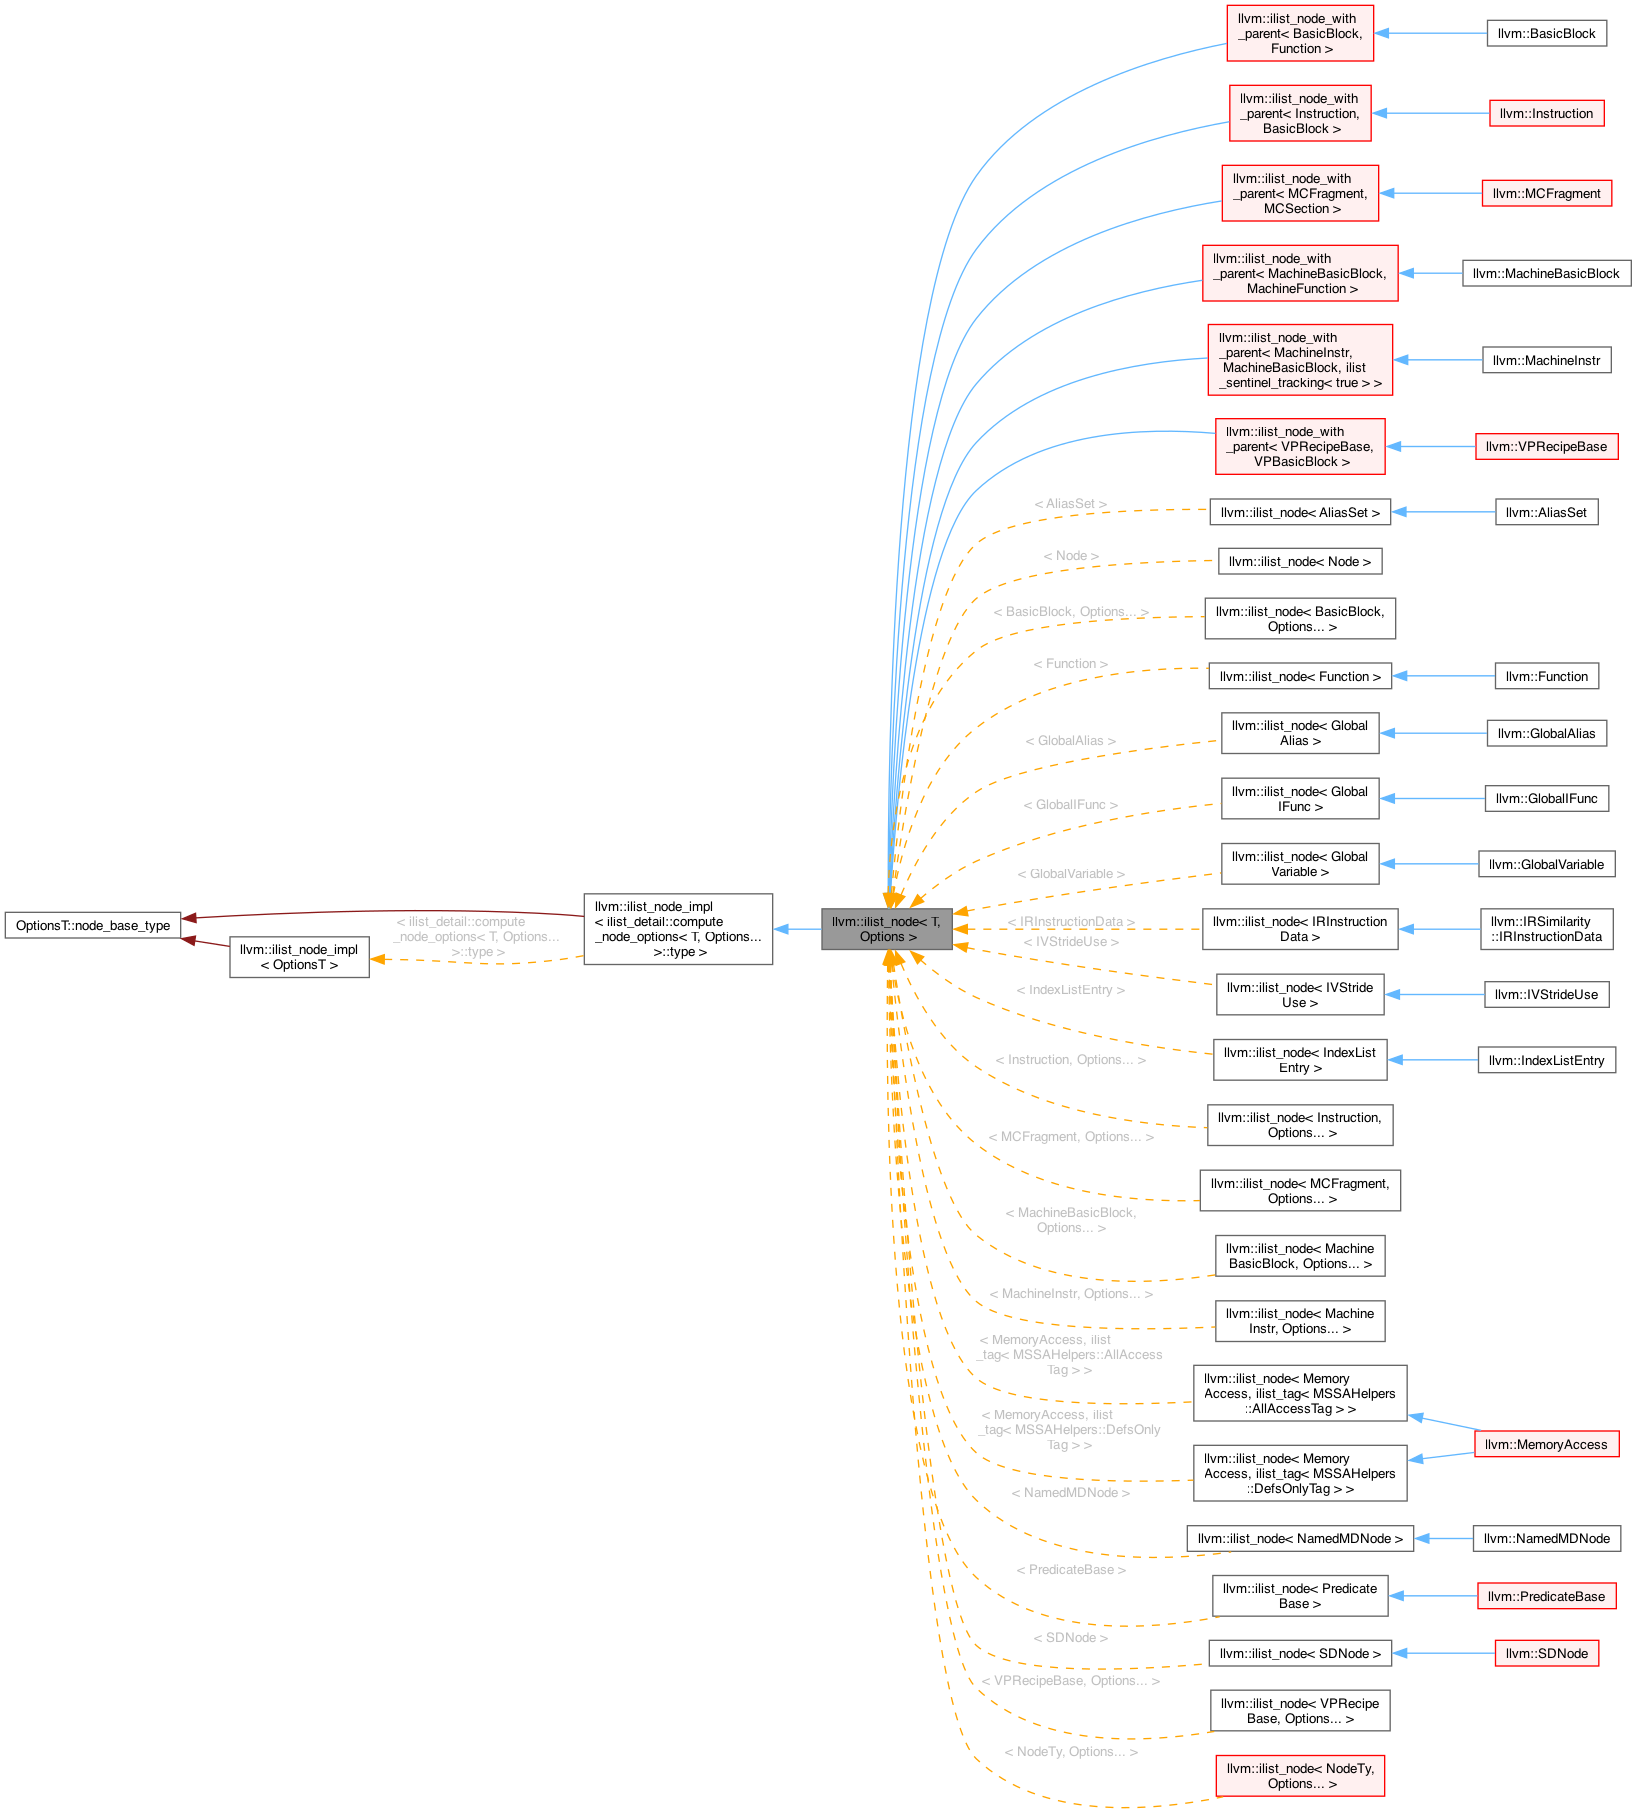 OptionsT::node_base_type
llvm::ilist_node_impl
< OptionsT >
< ilist_detail::compute
_node_options< T, Options...
>::type >
llvm::ilist_node_impl
< ilist_detail::compute
_node_options< T, Options...
>::type >
llvm::ilist_node< T,
Options >
llvm::ilist_node_with
_parent< BasicBlock,
Function >
llvm::BasicBlock
llvm::ilist_node_with
_parent< Instruction,
BasicBlock >
llvm::Instruction
llvm::ilist_node_with
_parent< MCFragment,
MCSection >
llvm::MCFragment
llvm::ilist_node_with
_parent< MachineBasicBlock,
MachineFunction >
llvm::MachineBasicBlock
llvm::ilist_node_with
_parent< MachineInstr,
MachineBasicBlock, ilist
_sentinel_tracking< true > >
llvm::MachineInstr
llvm::ilist_node_with
_parent< VPRecipeBase,
VPBasicBlock >
llvm::VPRecipeBase
< AliasSet >
llvm::ilist_node< AliasSet >
llvm::AliasSet
< Node >
llvm::ilist_node< Node >
< BasicBlock, Options... >
llvm::ilist_node< BasicBlock,
Options... >
< Function >
llvm::ilist_node< Function >
llvm::Function
< GlobalAlias >
llvm::ilist_node< Global
Alias >
llvm::GlobalAlias
< GlobalIFunc >
llvm::ilist_node< Global
IFunc >
llvm::GlobalIFunc
< GlobalVariable >
llvm::ilist_node< Global
Variable >
llvm::GlobalVariable
< IRInstructionData >
llvm::ilist_node< IRInstruction
Data >
llvm::IRSimilarity
::IRInstructionData
< IVStrideUse >
llvm::ilist_node< IVStride
Use >
llvm::IVStrideUse
< IndexListEntry >
llvm::ilist_node< IndexList
Entry >
llvm::IndexListEntry
< Instruction, Options... >
llvm::ilist_node< Instruction,
Options... >
< MCFragment, Options... >
llvm::ilist_node< MCFragment,
Options... >
< MachineBasicBlock,
Options... >
llvm::ilist_node< Machine
BasicBlock, Options... >
< MachineInstr, Options... >
llvm::ilist_node< Machine
Instr, Options... >
< MemoryAccess, ilist
_tag< MSSAHelpers::AllAccess
Tag > >
llvm::ilist_node< Memory
Access, ilist_tag< MSSAHelpers
::AllAccessTag > >
< MemoryAccess, ilist
_tag< MSSAHelpers::DefsOnly
Tag > >
llvm::ilist_node< Memory
Access, ilist_tag< MSSAHelpers
::DefsOnlyTag > >
llvm::MemoryAccess
< NamedMDNode >
llvm::ilist_node< NamedMDNode >
llvm::NamedMDNode
< PredicateBase >
llvm::ilist_node< Predicate
Base >
llvm::PredicateBase
< SDNode >
llvm::ilist_node< SDNode >
llvm::SDNode
< VPRecipeBase, Options... >
llvm::ilist_node< VPRecipe
Base, Options... >
< NodeTy, Options... >
llvm::ilist_node< NodeTy,
Options... >